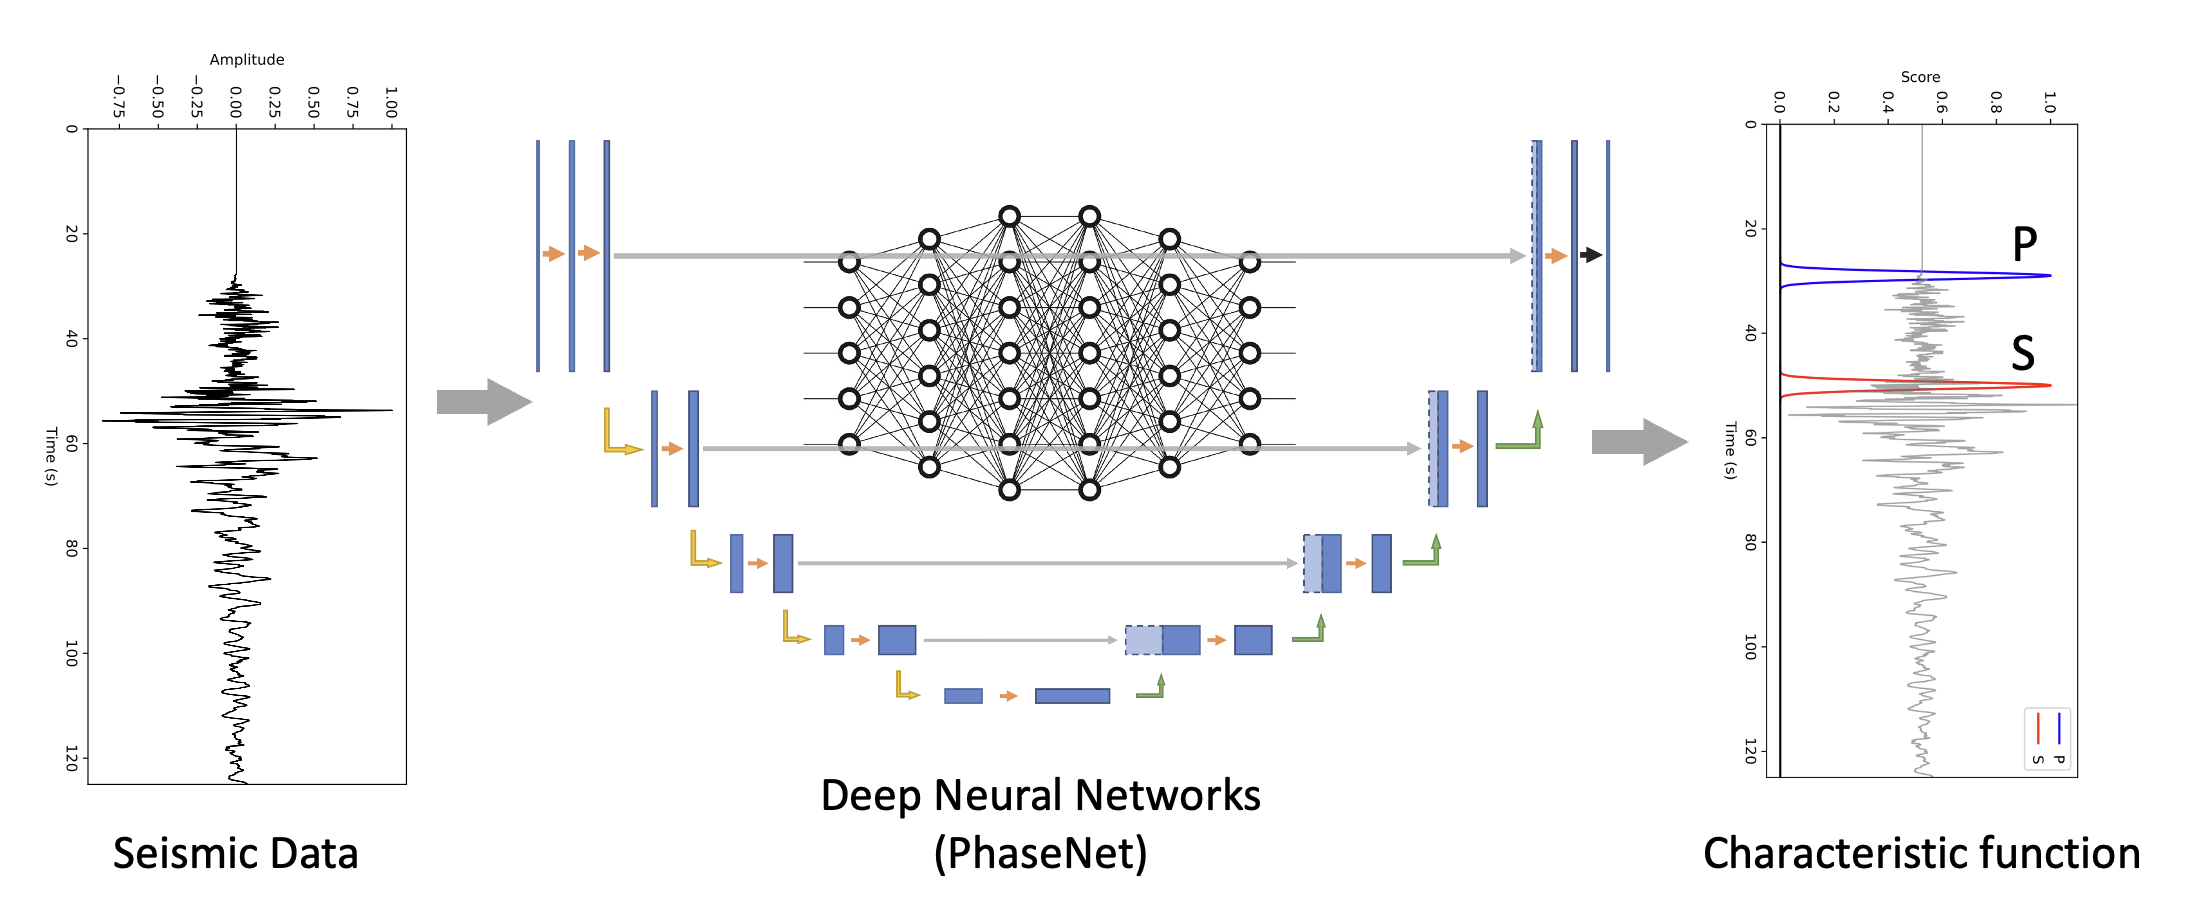 Amplitude
−0.75
−0.50
−0.25
0.00
0.25
0.50
0.75
1.00
0
20
40
60
80
100
120
Time (s)
Seismic Data
Deep Neural Networks
(PhaseNet)
Score
0.0
0.2
0.4
0.6
0.8
1.0
0
20
40
60
80
100
120
Time (s)
P
S
P
S
Characteristic function